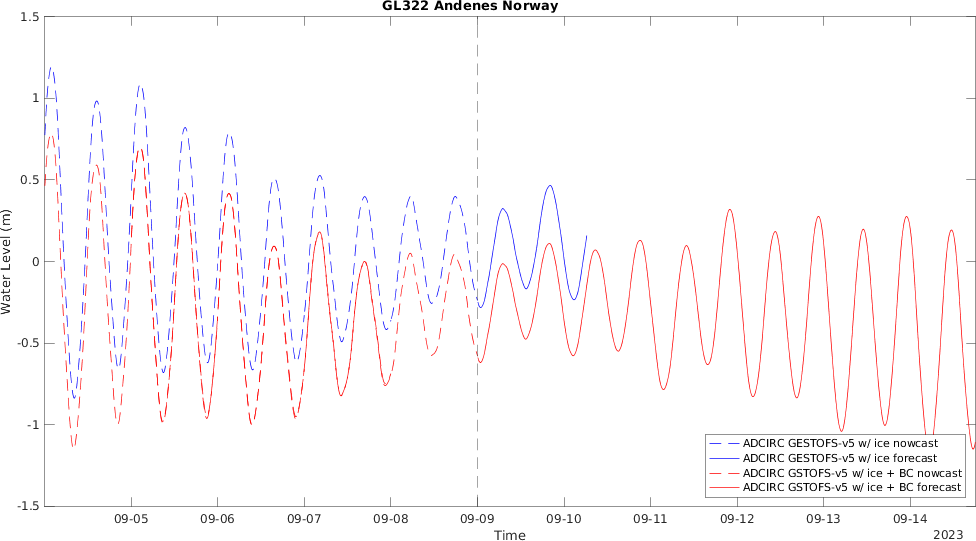 GL322 Andenes Norway
1.5
1
0.5
0
-0.5
-1
-1.5
Water Level (m)
09-05 09-06 09-07 09-08 09-09 09-10 09-11 09-12 09-13 09-14
Time
2023
ADCIRC GESTOFS-v5 w/ ice nowcast
ADCIRC GESTOFS-v5 w/ ice forecast
ADCIRC GSTOFS-v5 w/ ice + BC nowcast
ADCIRC GSTOFS-v5 w/ ice + BC forecast